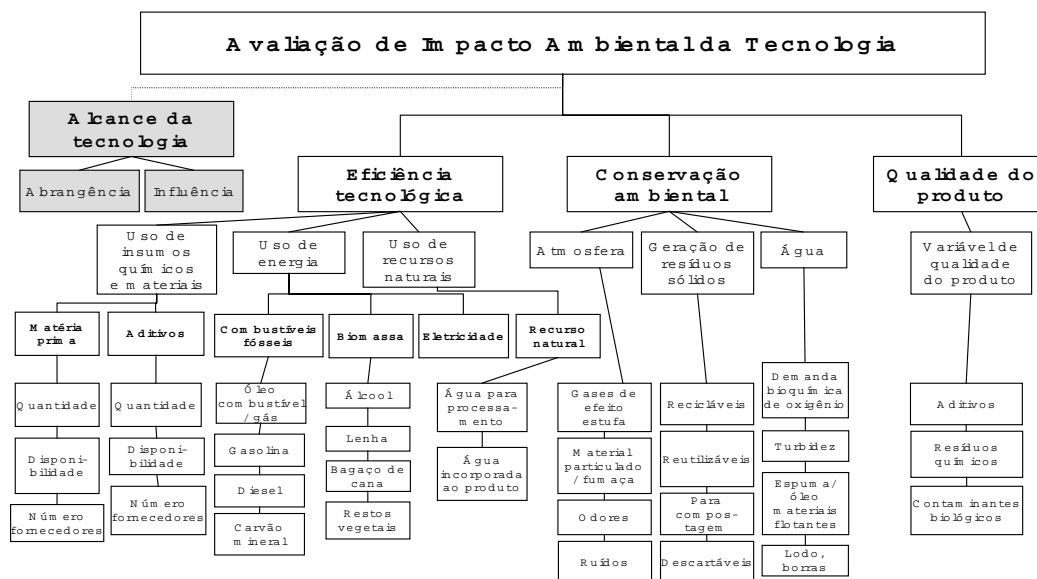 Avaliação de Impacto Ambiental da Tecnologia
Alcance da
tecnologia
Abrangência
Influência
Eficiência
tecnológica
Conservação
ambiental
Qualidade do
produto
Uso de
insumos
químicos
e materiais
Uso de
energia
Uso de
recursos
naturais
Atmosfera
Geração de
resíduos
sólidos
Água
Variável de
qualidade
do produto
Matéria
prima
Aditivos
Combustíveis
fósseis
Biomassa
Eletricidade
Recurso
natural
Quantidade
Disponi-
bilidade
Número
fornecedores
Quantidade
Disponi-
bilidade
Número
fornecedores
Óleo
combustível
/gás
Gasolina
Diesel
Carvão
mineral
Álcool
Lenha
Bagaço de
cana
Restos
vegetais
Água para
processa-
mento
Água
incorporada
ao produto
Gases de
efeito
estufa
Material
particulado
/fumaça
Odores
Ruídos
Recicláveis
Reutilizáveis
Para
compos-
tagem
Descartáveis
Demanda
bioquímica
de oxigênio
Turbidez
Espuma/
óleo
materiais
flotantes
Lodo,
borras
Aditivos
Resíduos
químicos
Contaminantes
biológicos